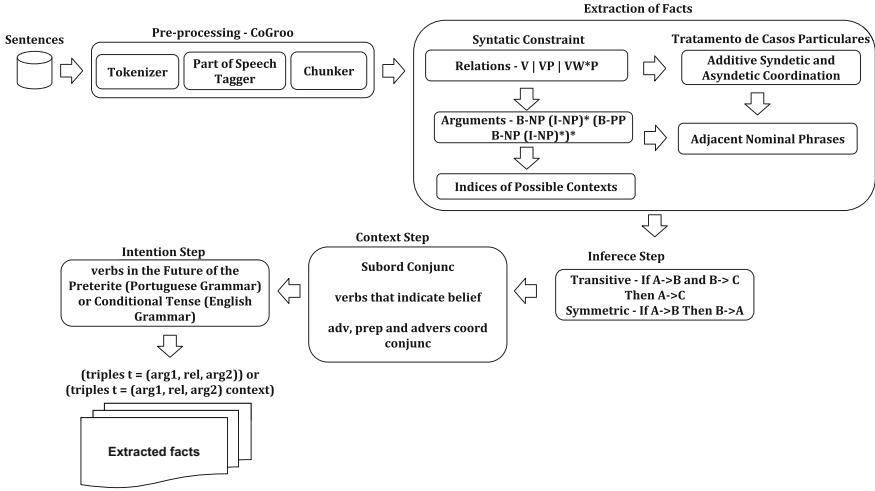 Extraction of Facts
Sentences
Pre-processing - CoGroo
Tokenizer
Part of Speech
Tagger
Chunker
Syntatic Constraint
Relations - V | VP | VW*P
Arguments - B-NP (I-NP)* (B-PP
B-NP (I-NP)*)*
Indices of Possible Contexts
Tratamento de Casos Particulares
Additive Syndetic and
Asyndetic Coordination
Adjacent Nominal Phrases
Inferece Step
Transitive - If A->B and B-> C
Then A->C
Symmetric - If A->B Then B->A
Context Step
Subord Conjunc
verbs that indicate belief
adv, prep and advers coord
conjunc
Intention Step
verbs in the Future of the
Preterite (Portuguese Grammar)
or Conditional Tense (English
Grammar)
(triples t = (arg1, rel, arg2)) or
(triples t = (arg1, rel, arg2) context)
Extracted facts